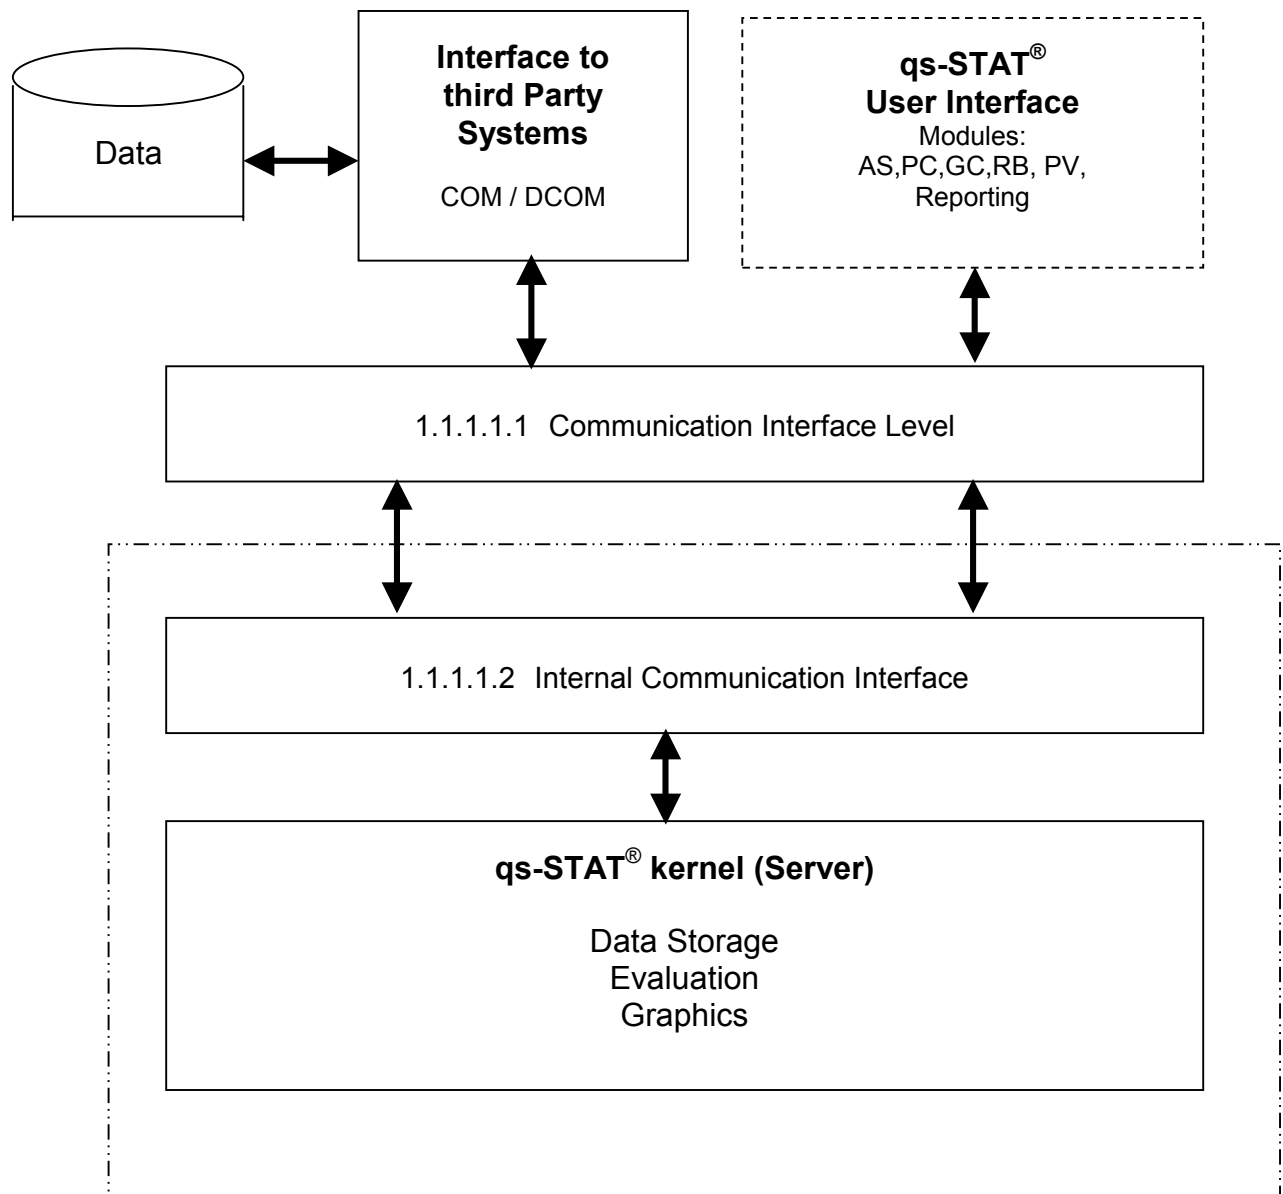 Data
Interface to
third Party
Systems
COM / DCOM
qs-STAT®
User Interface
Modules:
AS,PC,GC,RB, PV,
Reporting
1.1.1.1.1 Communication Interface Level
1.1.1.1.2 Internal Communication Interface
qs-STAT® kernel (Server)
Data Storage
Evaluation
Graphics